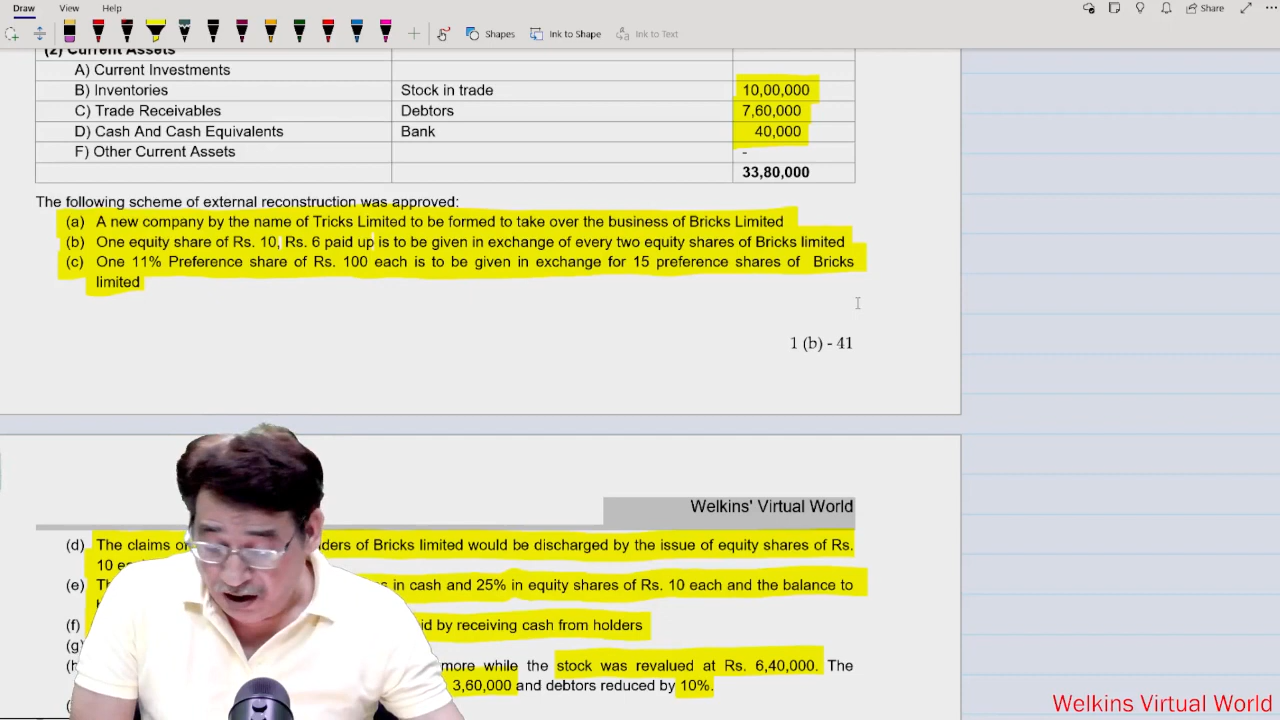 Draw View Help
Share
Shapes Ink to Shape Ink to Text
(2) Current Assets
A) Current Investments
B) Inventories Stock in trade 10,00,000
C) Trade Receivables Debtors 7,60,000
D) Cash And Cash Equivalents Bank 40,000
F) Other Current Assets -
33,80,000
The following scheme of external reconstruction was approved:
(a) A new company by the name of Tricks Limited to be formed to take over the business of Bricks Limited
(b) One equity share of Rs. 10, Rs. 6 paid up is to be given in exchange of every two equity shares of Bricks limited
(c) One 11% Preference share of Rs. 100 each is to be given in exchange for 15 preference shares of Bricks
limited
1 (b) - 41
Welkins' Virtual World
(d) The claims of Bricks limited would be discharged by the issue of equity shares of Rs.
10
(e) in cash and 25% in equity shares of Rs. 10 each and the balance to
(f) by receiving cash from holders
(g)
(h more while the stock was revalued at Rs. 6,40,000. The
3,60,000 and debtors reduced by 10%.
Welkins Virtual World